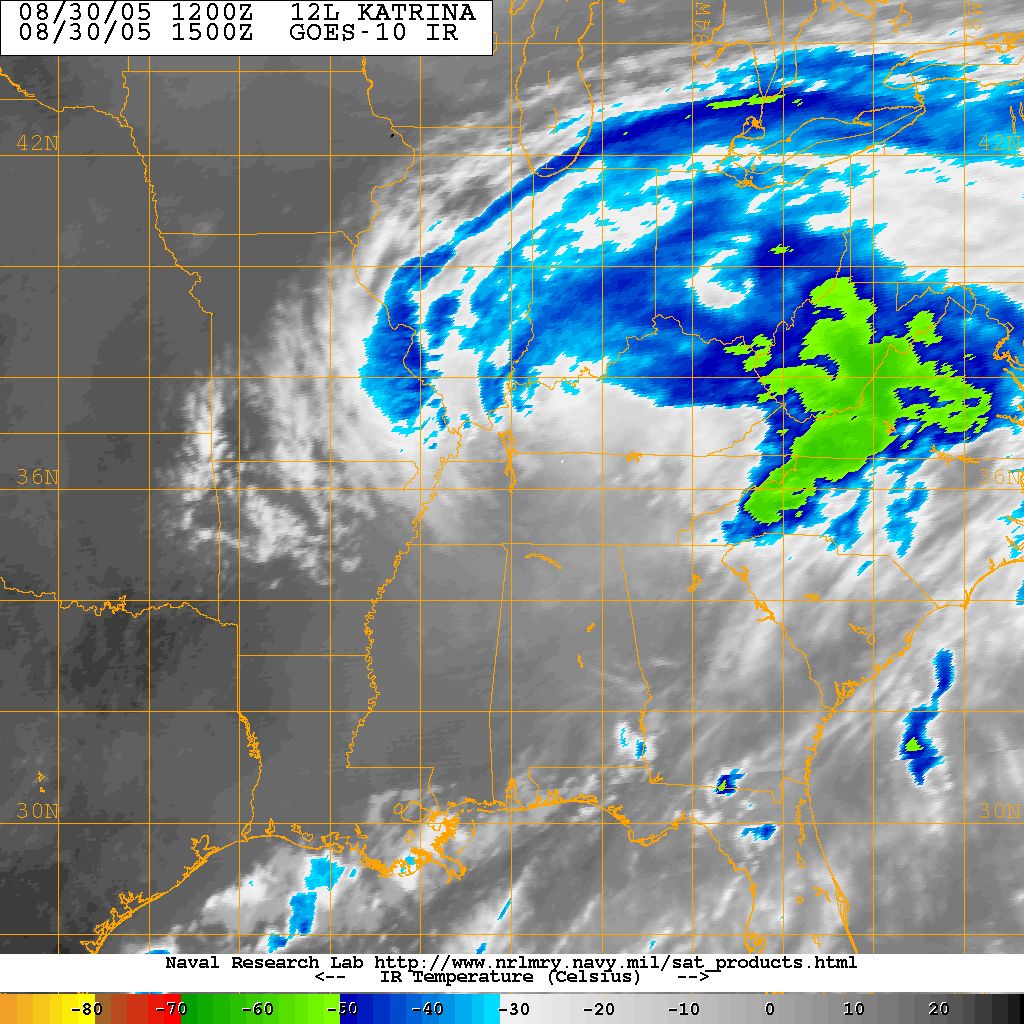 08/30/05 1200Z 12L KATRINA
08/30/05 1500Z GOES-10 IR
84W
42N 42N
36N 36N
30N 30N
Naval Research Lab http://www.nrlmry.navy.mil/sat_products.html
<-- IR Temperature (Celsius) -->
-80 -70 -60 -50 -40 -30 -20 -10 0 10 20